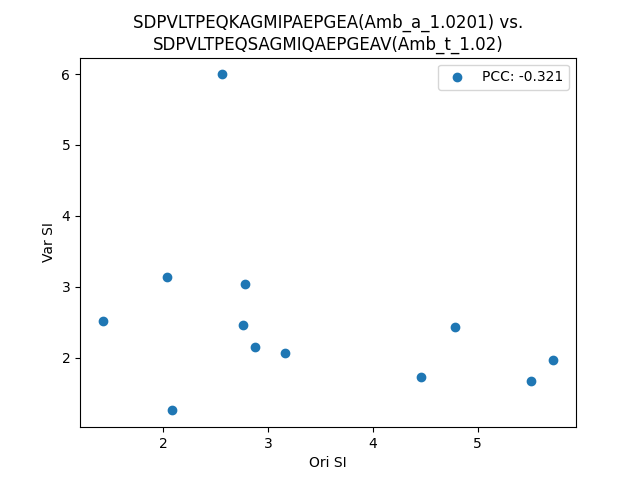 SDPVLTPEQKAGMIPAEPGEA(Amb_a_1.0201) vs.
SDPVLTPEQSAGMIQAEPGEAV(Amb_t_1.02)
PCC: -0.321
6
5
4
3
2
Var SI
2
3
4
5
Ori SI